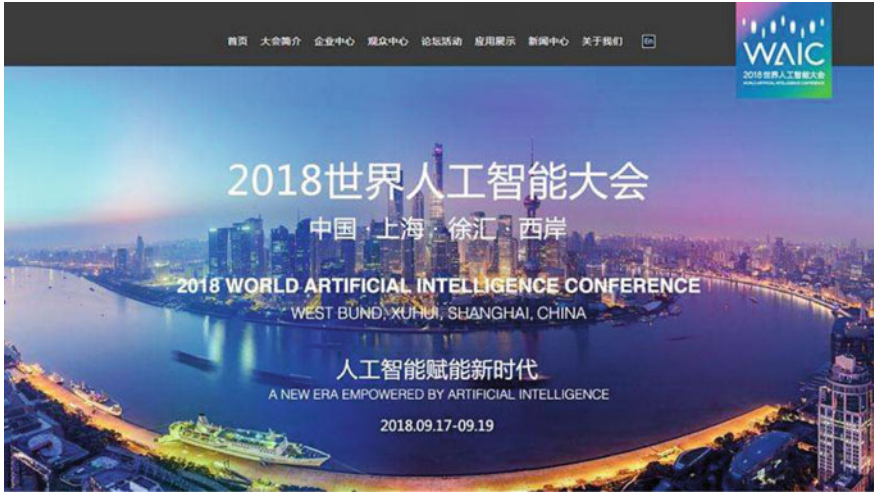 首页 大会简介 企业中心 观众中心 论坛活动 应用展示 新闻中心 关于我们 En
WAIC
2018世界人工智能大会
WORLD ARTIFICIAL INTELLIGENCE CONFERENCE
2018世界人工智能大会
中国·上海 徐汇·西岸
2018 WORLD ARTIFICIAL INTELLIGENCE CONFERENCE
WEST BUND, XUHUI, SHANGHAI, CHINA
人工智能赋能新时代
A NEW ERA EMPOWERED BY ARTIFICIAL INTELLIGENCE
2018.09.17-09.19